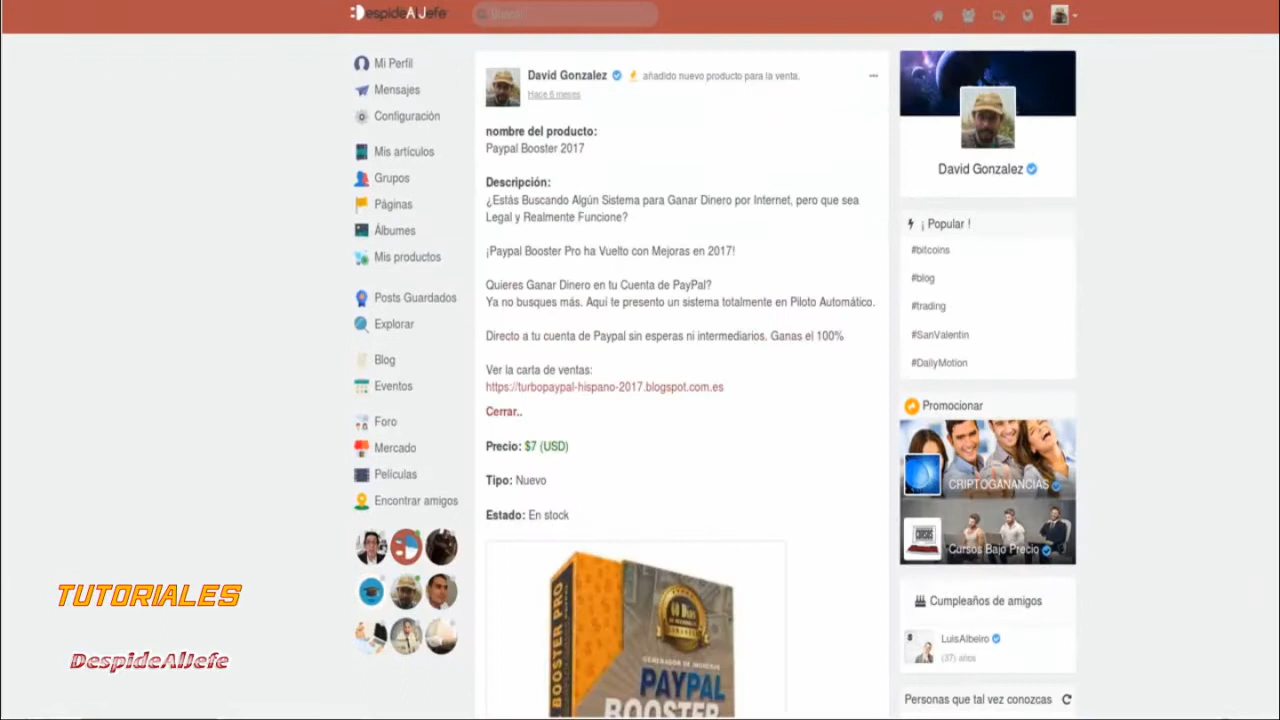 DespideAlJefe
Buscar
Mi Perfil
Mensajes
Configuración
Mis artículos
Grupos
Páginas
Álbumes
Mis productos
Posts Guardados
Explorar
Blog
Eventos
Foro
Mercado
Películas
Encontrar amigos
TUTORIALES
DespideAlJefe
David Gonzalez añadido nuevo producto para la venta.
Hace 6 meses
nombre del producto:
Paypal Booster 2017
Descripción:
¿Estás Buscando Algún Sistema para Ganar Dinero por Internet, pero que sea
Legal y Realmente Funcione?
¡Paypal Booster Pro ha Vuelto con Mejoras en 2017!
Quieres Ganar Dinero en tu Cuenta de PayPal?
Ya no busques más. Aquí te presento un sistema totalmente en Piloto Automático.
Directo a tu cuenta de Paypal sin esperas ni intermediarios. Ganas el 100%
Ver la carta de ventas:
https://turbopaypal-hispano-2017.blogspot.com.es
Cerrar..
Precio: $7 (USD)
Tipo: Nuevo
Estado: En stock
BOOSTER PRO
GENERADOR DE INGRESOS
PAYPAL
BOOSTER
David Gonzalez
¡ Popular !
#bitcoins
#blog
#trading
#SanValentin
#DailyMotion
Promocionar
CRIPTOGANANCIAS
CURSOS
Cursos Bajo Precio
Cumpleaños de amigos
LuisAlbeiro
(37) años
Personas que tal vez conozcas